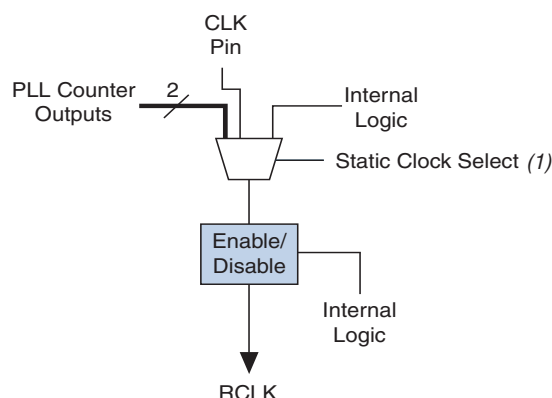 CLK
Pin
PLL Counter
Outputs
2
Internal
Logic
Static Clock Select (1)
Enable/
Disable
Internal
Logic
RCLK